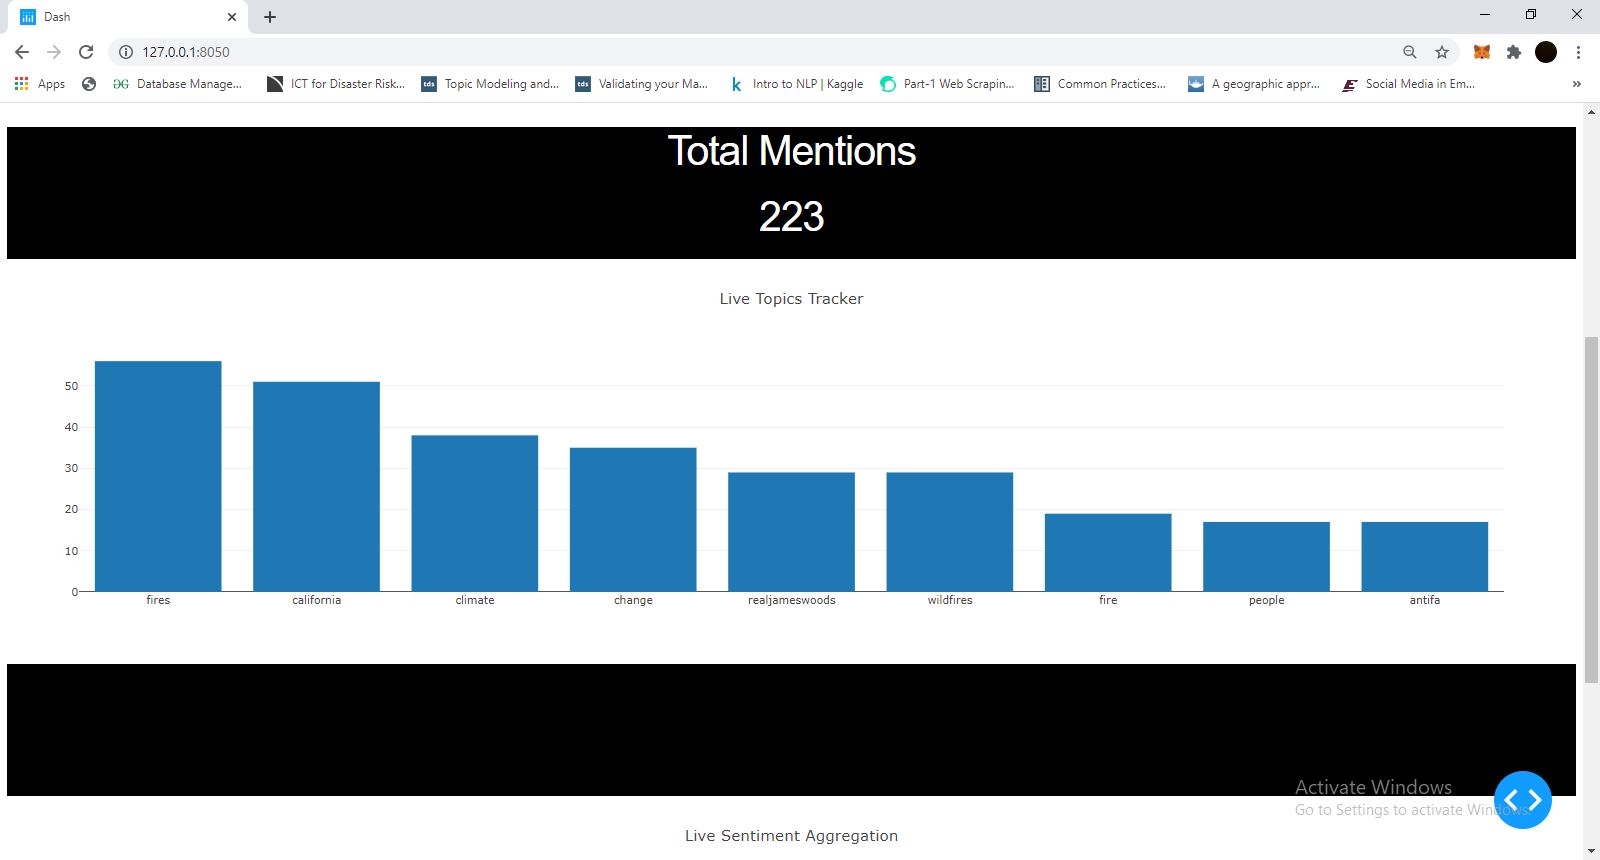 Dash
127.0.0.1:8050
Apps
Database Manage...
ICT for Disaster Risk...
tds Topic Modeling and...
tds Validating your Ma...
k Intro to NLP | Kaggle
Part-1 Web Scrapin...
Common Practices...
A geographic appr...
Social Media in Em...
Total Mentions
223
Live Topics Tracker
50
40
30
20
10
0
fires california climate change realjameswoods wildfires fire people antifa
Activate Windows
Go to Settings to activate Windows.
Live Sentiment Aggregation